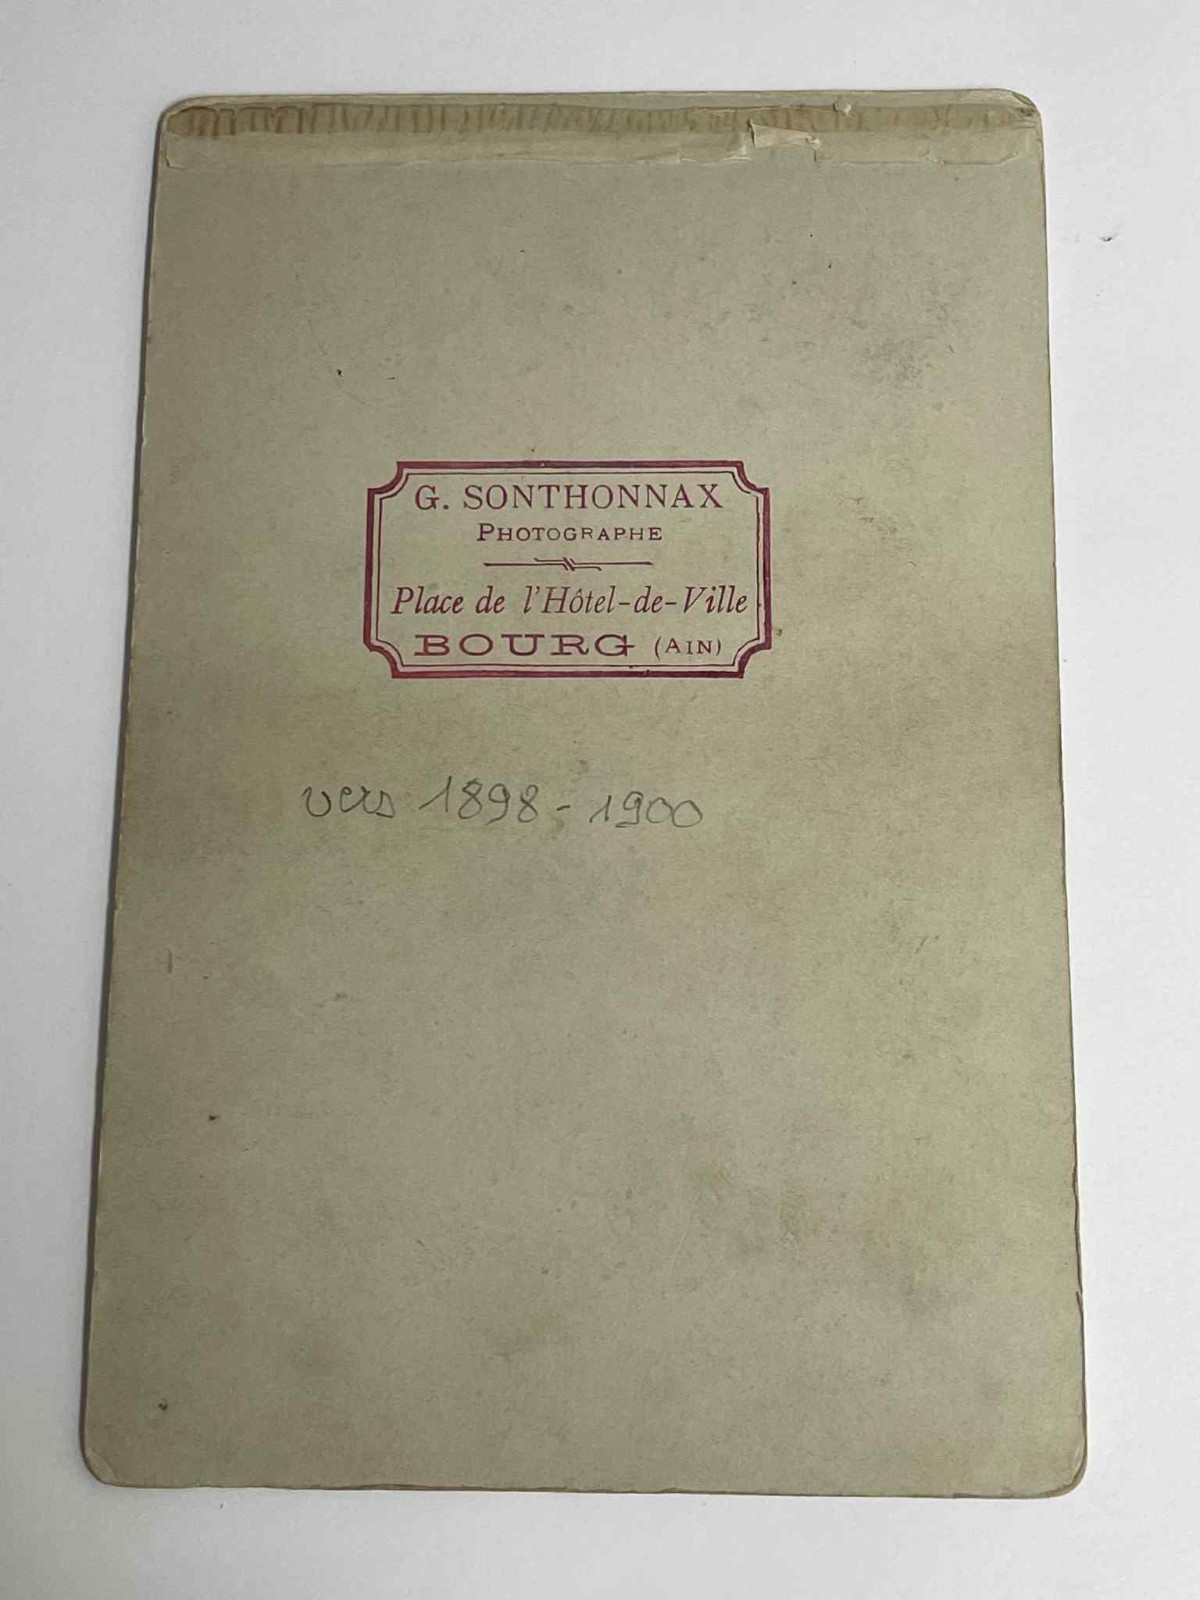 G. SONTHONNAX
PHOTOGRAPHE
Place de l'Hôtel-de-Ville
BOURG (AIN)
vers 1898-1900